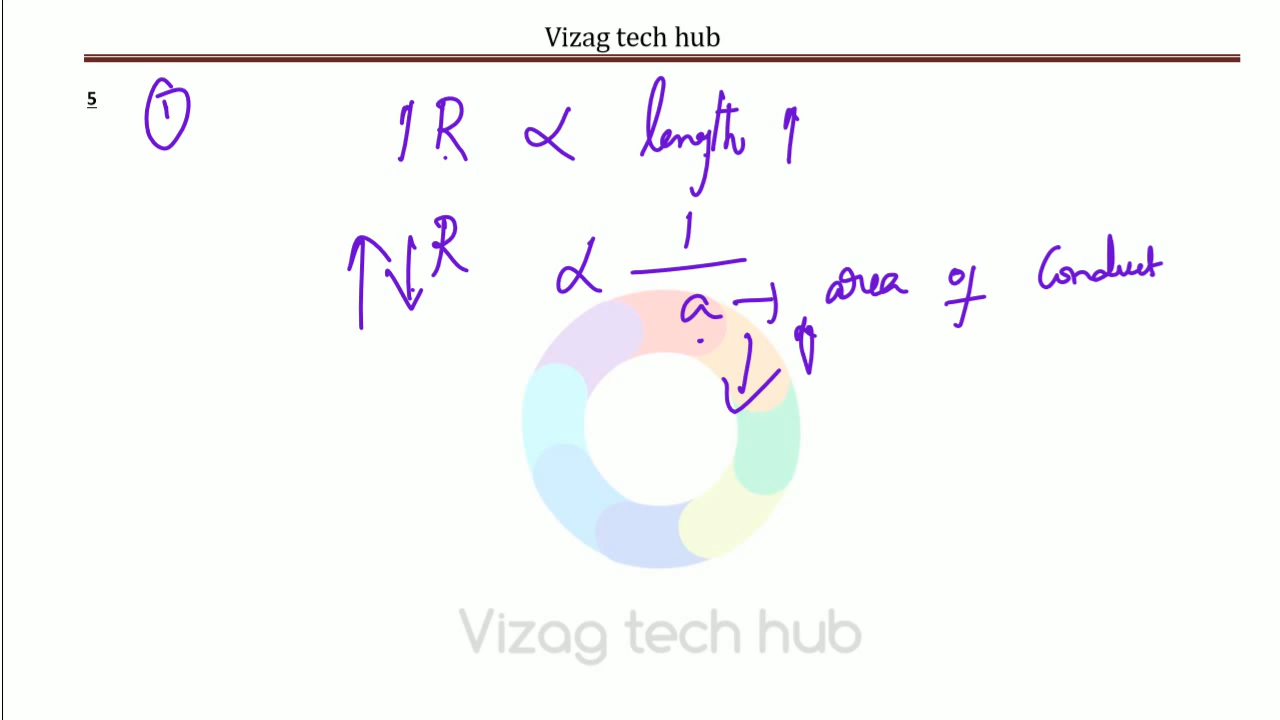 Vizag tech hub
5 ① ↑R ∝ length ↑
↑↓R ∝ 1/a → area of Conduct
Vizag tech hub